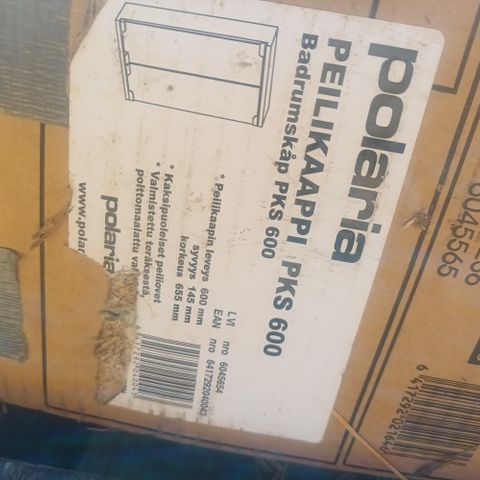 polaria
PEILIKAAPPI PKS 600
Badrumskåp PKS 600
* Peilikaapin leveys 600 mm
syvyys 145 mm
korkeus 655 mm
* Kaksipuoleiset peiliovet
* Valmistettu teräksestä,
polttomaalattu
LVI nro 6045654
EAN nro 6417292040043
polaria
www.polar
6045565